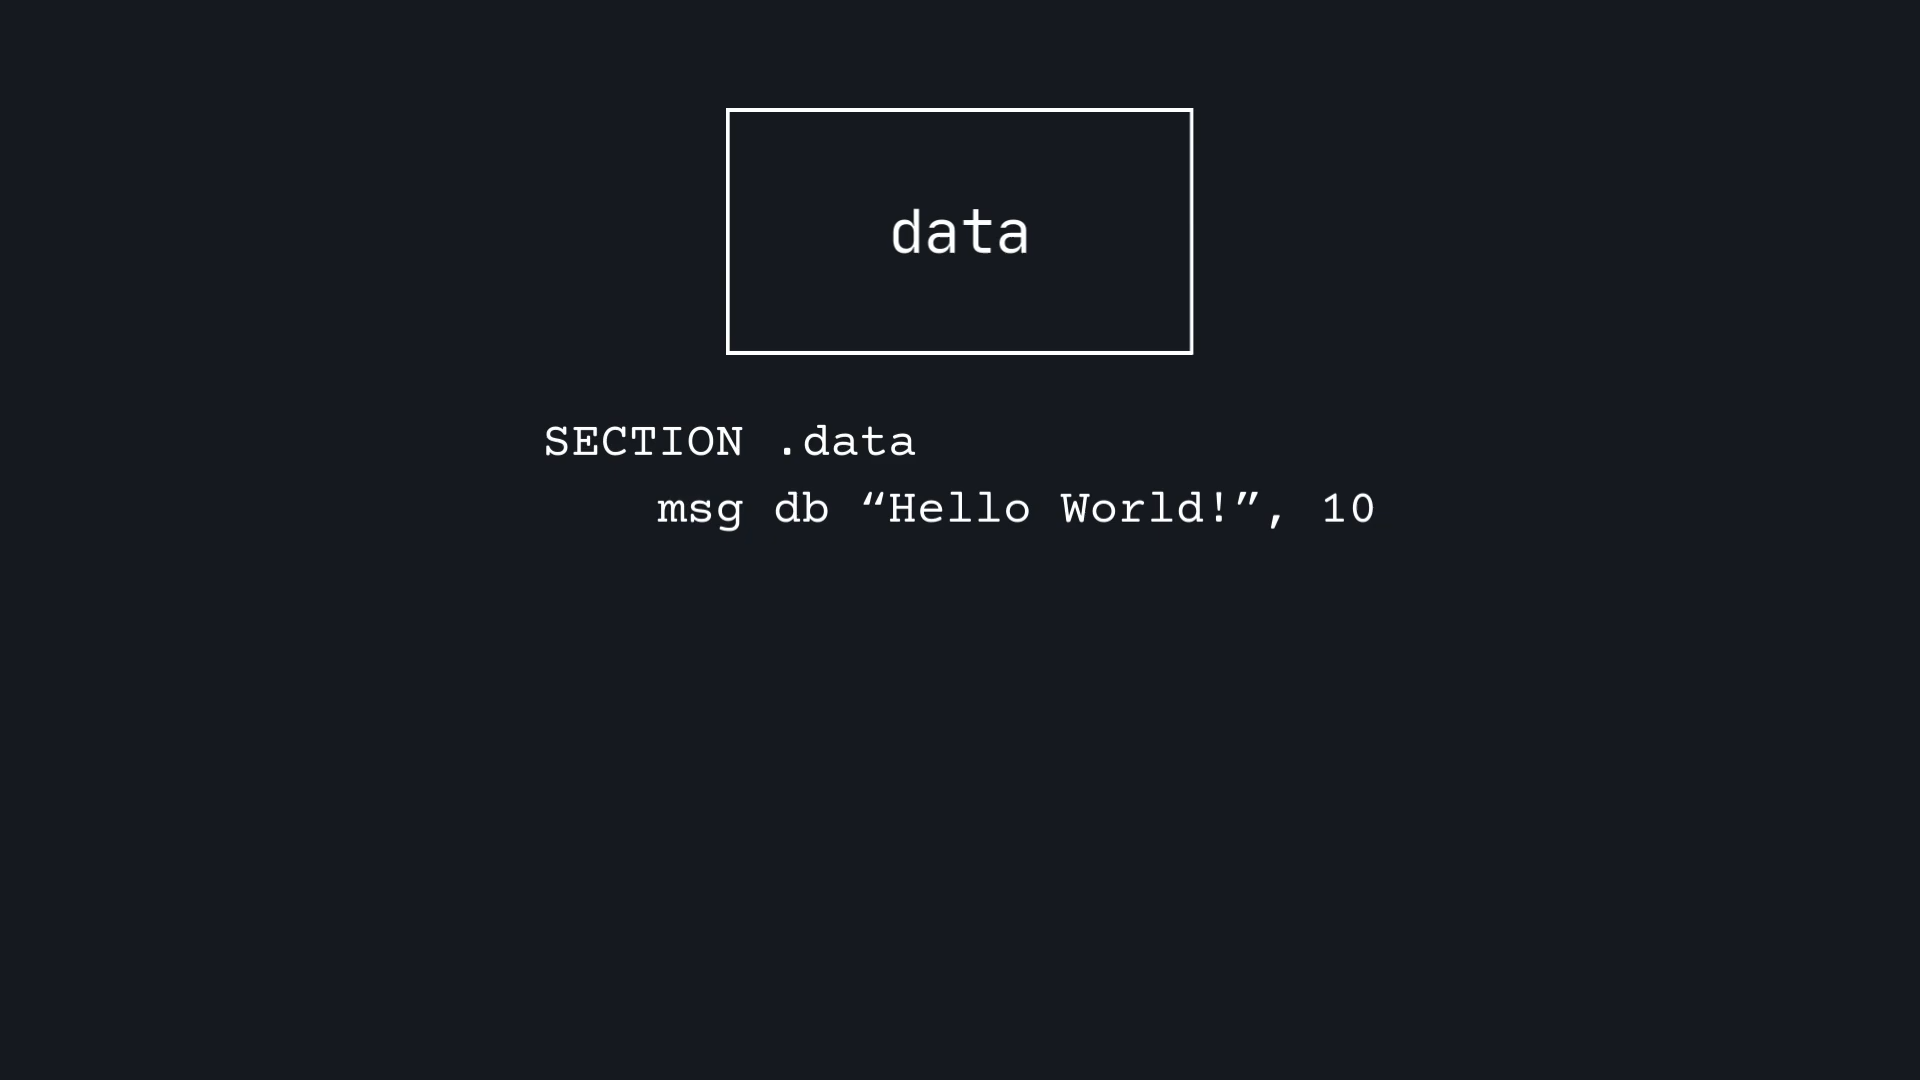 data
SECTION .data
msg db “Hello World!”, 10